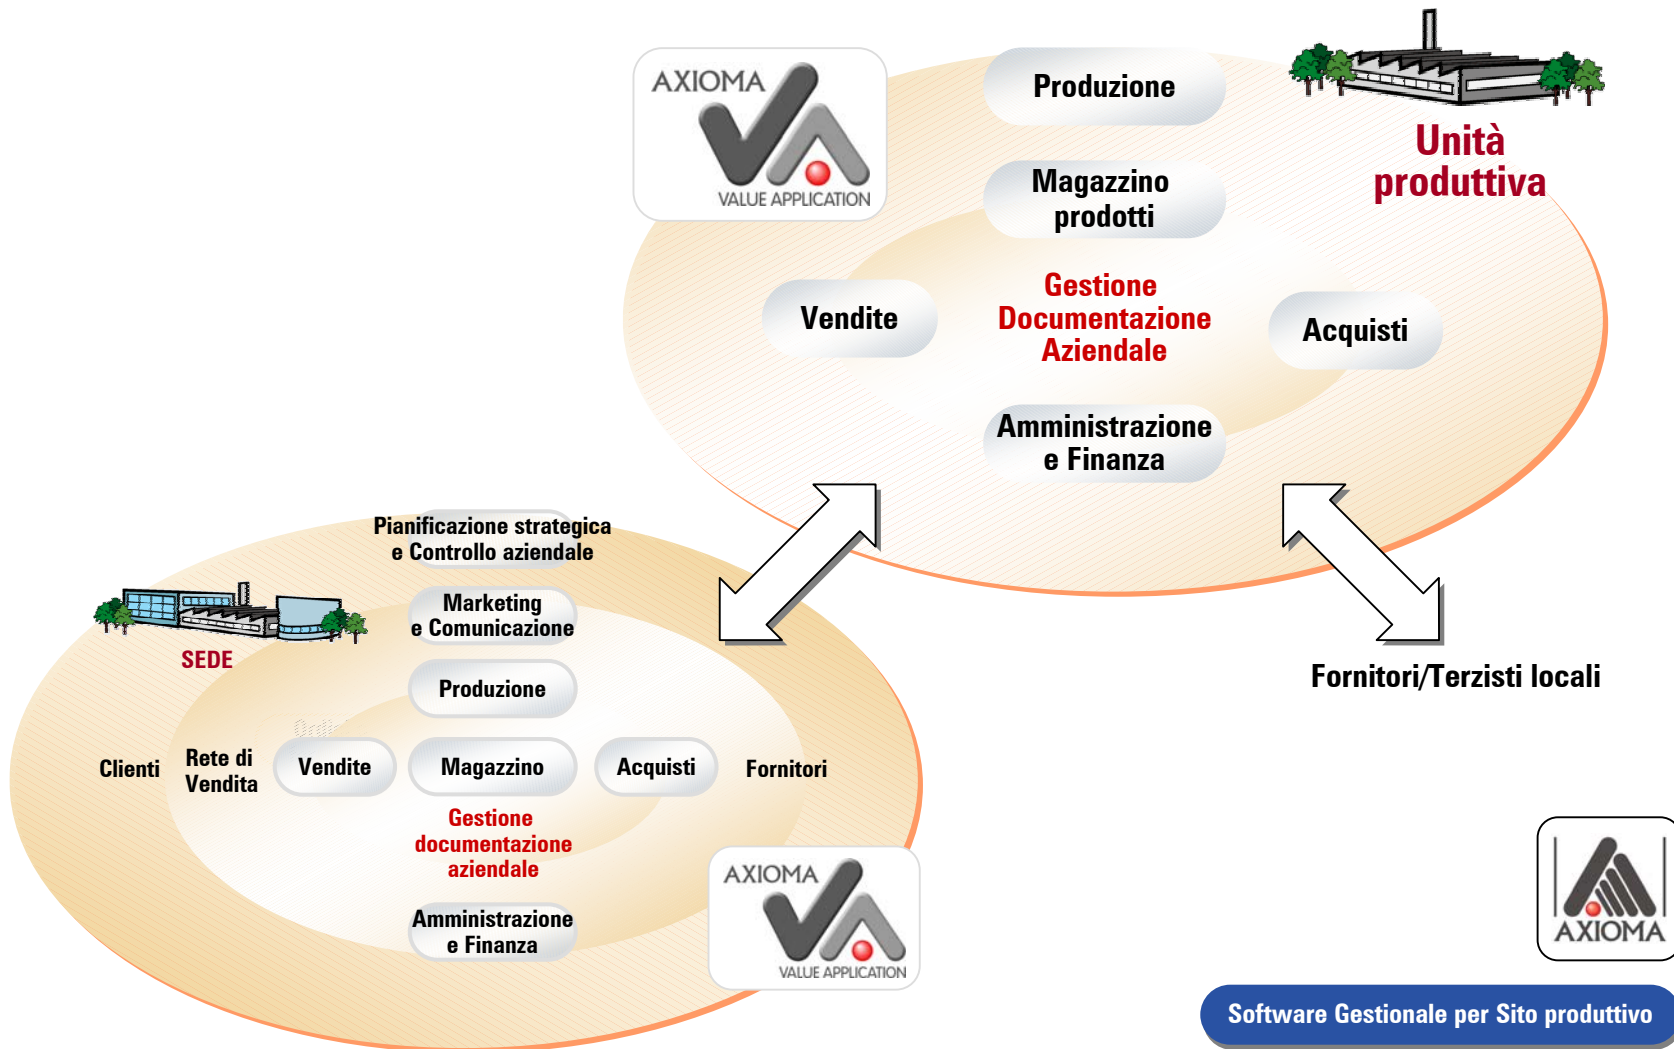 AXIOMA
VALUE APPLICATION
Produzione
Unità
produttiva
Magazzino
prodotti
Gestione
Documentazione
Aziendale
Vendite
Acquisti
Amministrazione
e Finanza
Pianificazione strategica
e Controllo aziendale
Marketing
e Comunicazione
SEDE
Produzione
Clienti
Rete di
Vendita
Vendite
Magazzino
Acquisti
Fornitori
Gestione
documentazione
aziendale
Amministrazione
e Finanza
AXIOMA
VALUE APPLICATION
Fornitori/Terzisti locali
AXIOMA
Software Gestionale per Sito produttivo